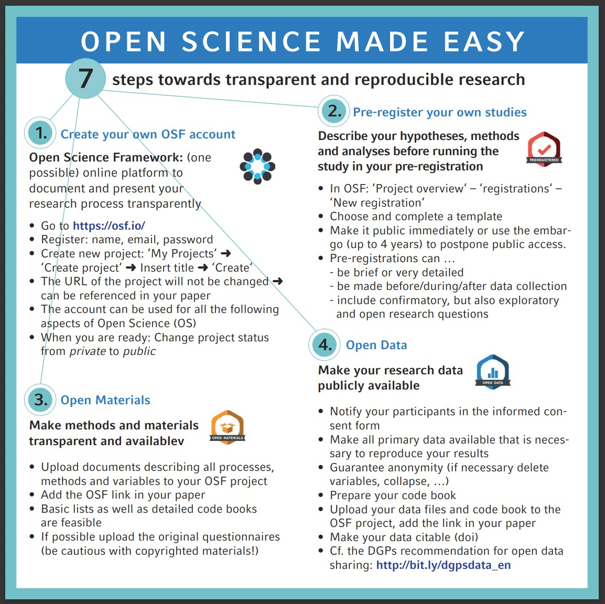 OPEN SCIENCE MADE EASY
7 steps towards transparent and reproducible research
1. Create your own OSF account
Open Science Framework: (one
possible) online platform to
document and present your
research process transparently
• Go to https://osf.io/
• Register: name, email, password
• Create new project: ‘My Projects’ ➔
‘Create project’ ➔ Insert title ➔ ‘Create’
• The URL of the project will not be changed ➔
can be referenced in your paper
• The account can be used for all the following
aspects of Open Science (OS)
• When you are ready: Change project status
from private to public
2. Pre-register your own studies
Describe your hypotheses, methods
and analyses before running the
study in your pre-registration
PREREGISTERED
• In OSF: ‘Project overview’ – ‘registrations’ –
‘New registration’
• Choose and complete a template
• Make it public immediately or use the embar-
go (up to 4 years) to postpone public access.
• Pre-registrations can …
- be brief or very detailed
- be made before/during/after data collection
- include confirmatory, but also exploratory
and open research questions
3. Open Materials
Make methods and materials
transparent and availablev
OPEN MATERIALS
• Upload documents describing all processes,
methods and variables to your OSF project
• Add the OSF link in your paper
• Basic lists as well as detailed code books
are feasible
• If possible upload the original questionnaires
(be cautious with copyrighted materials!)
4. Open Data
Make your research data
publicly available
OPEN DATA
• Notify your participants in the informed con-
sent form
• Make all primary data available that is neces-
sary to reproduce your results
• Guarantee anonymity (if necessary delete
variables, collapse, …)
• Prepare your code book
• Upload your data files and code book to the
OSF project, add the link in your paper
• Make your data citable (doi)
• Cf. the DGPs recommendation for open data
sharing: http://bit.ly/dgpsdata_en